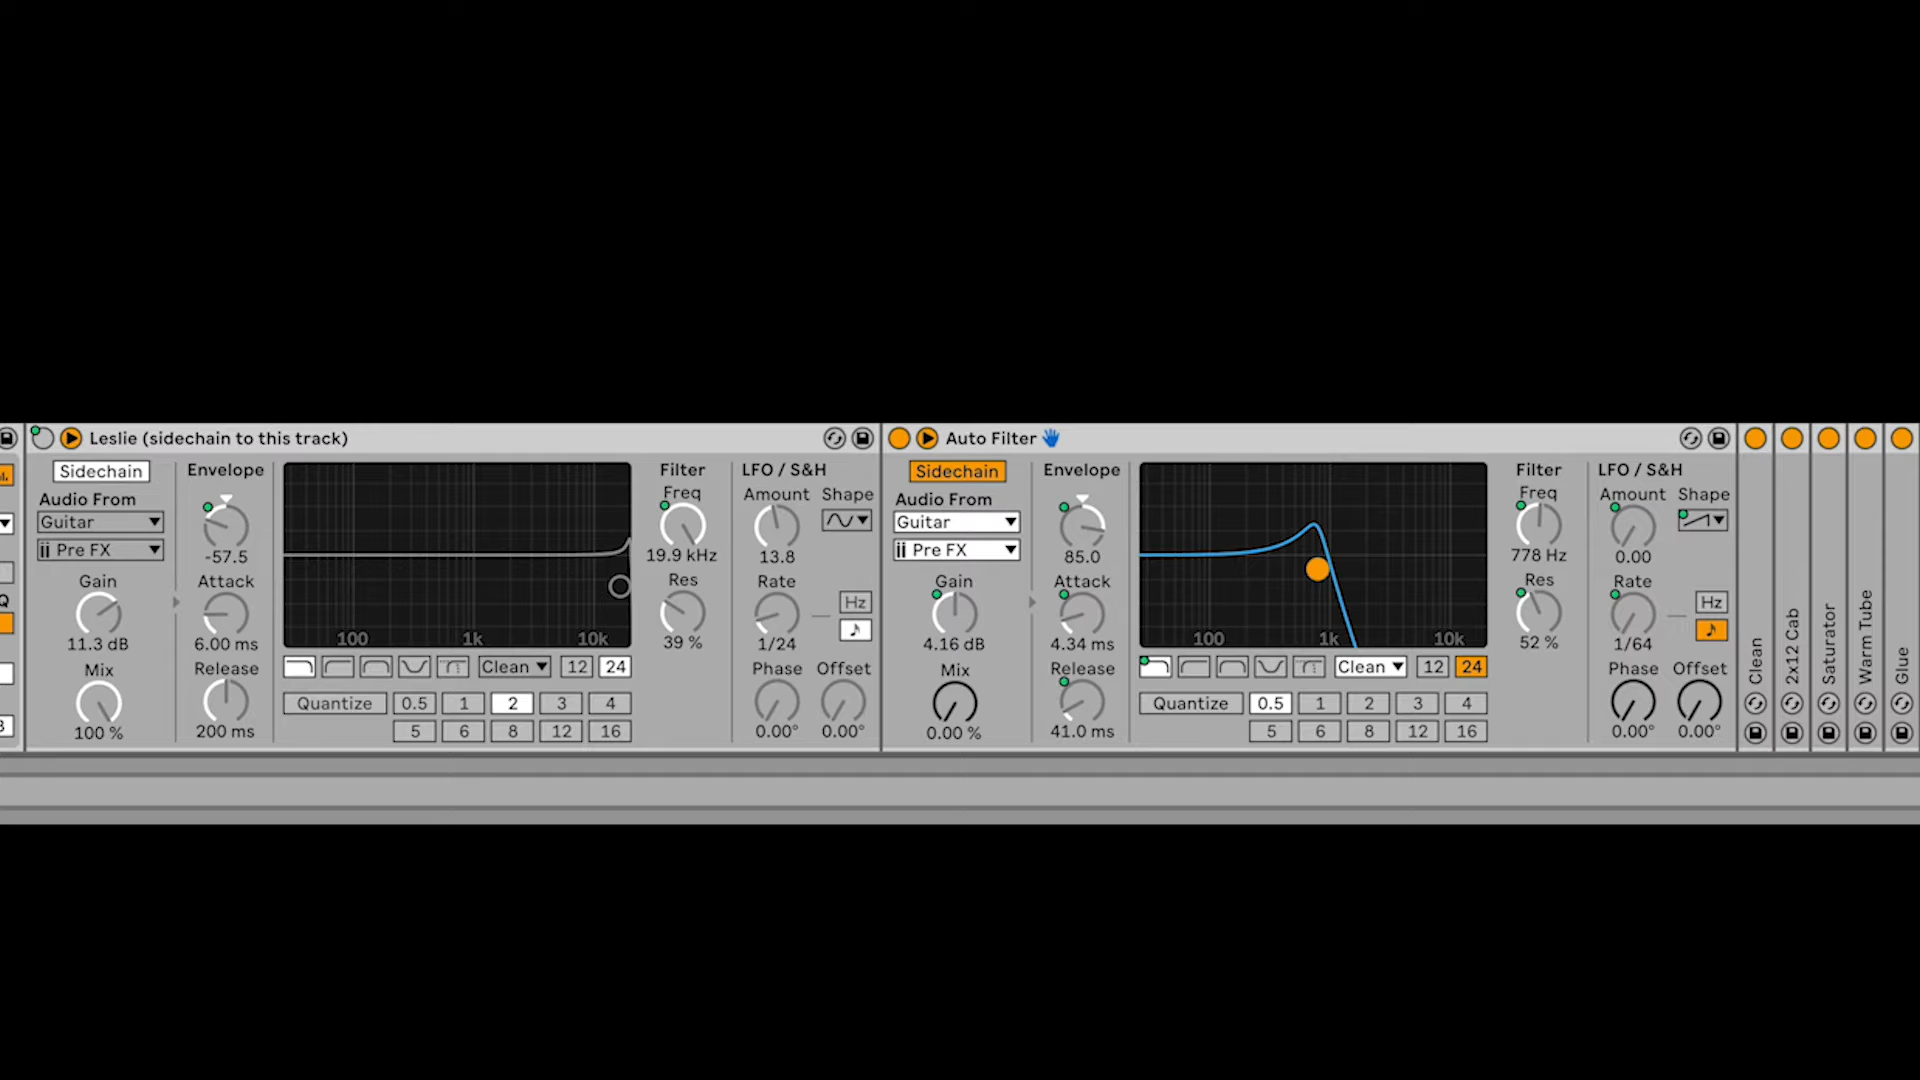 Leslie (sidechain to this track)
Sidechain
Audio From
Guitar
Pre FX
Gain
11.3 dB
Mix
100 %
Envelope
-57.5
Attack
6.00 ms
Release
200 ms
100 1k 10k
Clean 12 24
Quantize 0.5 1 2 3 4
5 6 8 12 16
Filter
Freq
19.9 kHz
Res
39 %
LFO / S&H
Amount Shape
13.8
Rate
Hz
1/24
Phase Offset
0.00° 0.00°
Auto Filter
Sidechain
Audio From
Guitar
Pre FX
Gain
4.16 dB
Mix
0.00 %
Envelope
85.0
Attack
4.34 ms
Release
41.0 ms
100 1k 10k
Clean 12 24
Quantize 0.5 1 2 3 4
5 6 8 12 16
Filter
Freq
778 Hz
Res
52 %
LFO / S&H
Amount Shape
0.00
Rate
Hz
1/64
Phase Offset
0.00° 0.00°
Clean
2x12 Cab
Saturator
Warm Tube
Glue